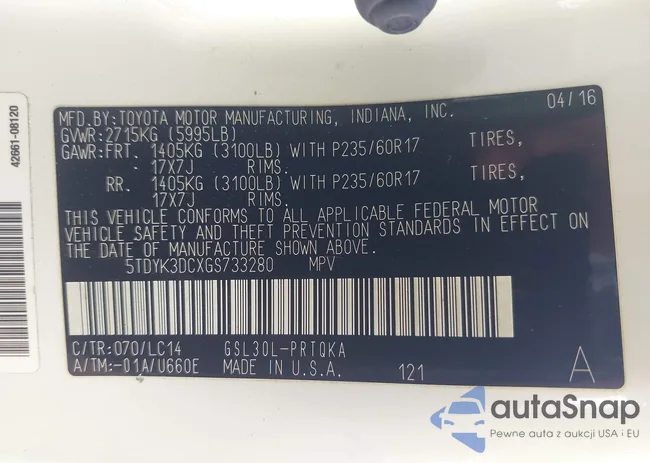 42661-08120
MFD.BY:TOYOTA MOTOR MANUFACTURING, INDIANA, INC. 04/16
GVWR:2715KG (5995LB)
GAWR:FRT. 1405KG (3100LB) WITH P235/60R17 TIRES,
17X7J RIMS.
RR. 1405KG (3100LB) WITH P235/60R17 TIRES,
17X7J RIMS.
THIS VEHICLE CONFORMS TO ALL APPLICABLE FEDERAL MOTOR
VEHICLE SAFETY AND THEFT PREVENTION STANDARDS IN EFFECT ON
THE DATE OF MANUFACTURE SHOWN ABOVE.
5TDYK3DCXGS733280 MPV
C/TR:070/LC14 GSL30L-PRTQKA
A/TM:-01A/U660E MADE IN U.S.A. 121 A
autaSnap
Pewne auta z aukcji USA i EU